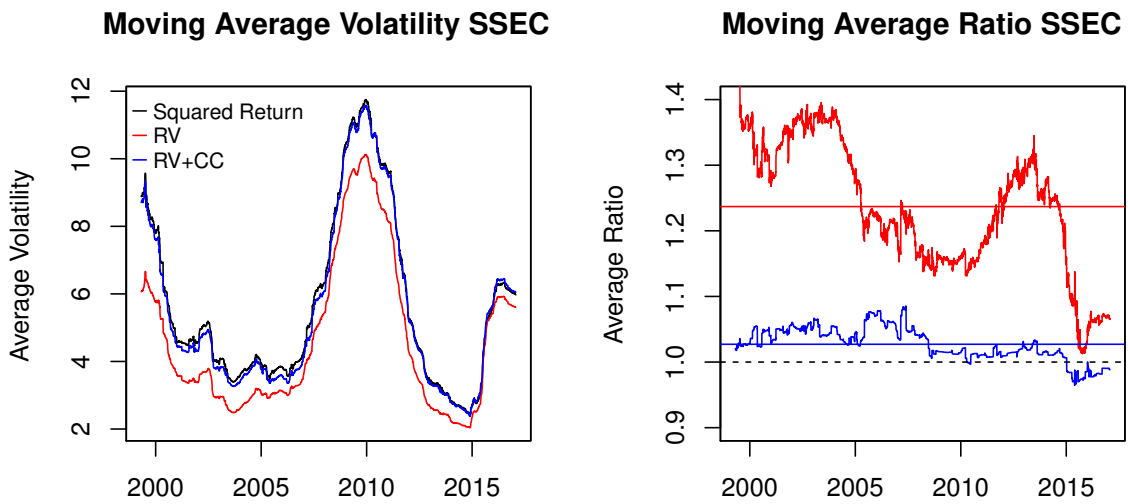 Moving Average Volatility SSEC
Average Volatility
12
10
8
6
4
2
Squared Return
RV
RV+CC
2000 2005 2010 2015
Moving Average Ratio SSEC
Average Ratio
1.4
1.3
1.2
1.1
1.0
0.9
2000 2005 2010 2015